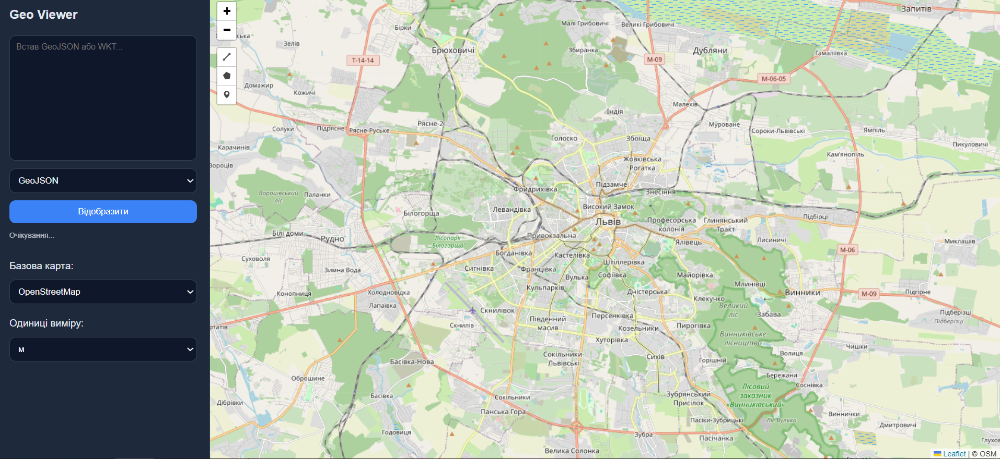 Geo Viewer
Встав GeoJSON або WKT...
GeoJSON
Відобразити
Очікування...
Базова карта:
OpenStreetMap
Одиниці виміру:
м
+
−
Запитів
Бірки
Малі Грибовичі
Великі Грибовичі
Зелів
Брюховичі
Збиранка
Дубляни
Гамаліївка
Т-14-14
М-09
М-06-05
Домажир
Кожичі
Малехів
Індія
Солуки
Підрясне
Рясне-Руське
Рясне-2
Муроване
Сороки-Львівські
Ямпіль
Голоско
Збоїща
Пикуловичі
Карачинів
Кам'янопіль
Вороців
Жовківська
Рогатка
Фридрихівка
Підзамче
Знесіння
Вороцівський
ліс
Паланки
Левандівка
Високий Замок
Білогорща
Львів
Професорська
колонія
Глинянський
Тракт
Підбірці
Білі доми
Рудно
Лісопарк
„Білогорща"
Привокзальна
Ялівець
Лисиничі
Миклашів
М-06
Суховоля
Богданівка
Кастелівка
Штіллерівка
Зимна Вода
Сигнівка
Францівка
Вулька
Софіївка
Майорівка
Кульпарків
Дністерська
Млинівці
Винники
М-09
Підгірне
Конопниця
Холодновідка
Лапаївка
Клекучко
Великий
ліс
Забава
Підберізці
Підберізці
Скнилівок
Скнилів
Південний
масив
Персенківка
Козельники
Пирогівка
Хуторівка
Винниківське
лісництво
Чишки
Волиця
Сокільники-
Львівські
Сихів
Горішній
Басівка-Нова
Бережани
Оброшине
Соснівка
Лісовий
заказник
«Винниківський»
Басівка
Сокільники
Зубрянський
Присілок
Дібрівки
Панська Гора
Пасіки-Зубрицькі
Ліс Вулька
Виннички
Дмитровичі
Годовиця
Зубра
Пасічанка
Велика Солонка
Leaflet | © OSM